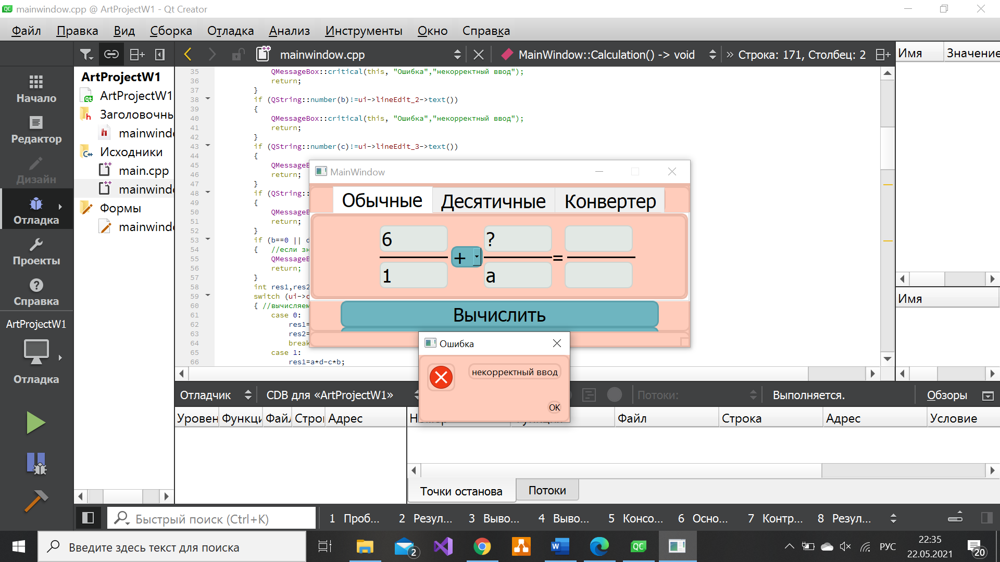 mainwindow.cpp @ ArtProjectW1 - Qt Creator
Файл Правка Вид Сборка Отладка Анализ Инструменты Окно Справка
mainwindow.cpp MainWindow::Calculation() -> void » Строка: 171, Столбец: 2
Имя Значение
Начало
Редактор
Дизайн
Отладка
Проекты
Справка
ArtProjectW1
Отладка
ArtProjectW1
ArtProjectW1
Заголовочнь
mainwind
Исходники
main.cpp
mainwind
Формы
mainwind
35 QMessageBox::critical(this, "Ошибка","некорректный ввод");
36 return;
37 }
38 if (QString::number(b)!=ui->lineEdit_2->text())
39 {
40 QMessageBox::critical(this, "Ошибка","некорректный ввод");
41 return;
42 }
43 if (QString::number(c)!=ui->lineEdit_3->text())
44 {
45 QMessageB
46 return;
47 }
48 if (QString:
49 {
50 QMessageB
51 return;
52 }
53 if (b==0 || d
54 { //если зн
55 QMessageB
56 return;
57 }
58 int res1,res2
59 switch (ui->c
60 { //вычисляем
61 case 0:
62 res1=
63 res2=
64 break
65 case 1:
66 res1=a*d-c*b;
MainWindow
Обычные Десятичные Конвертер
6 ?
+ =
1 a
Вычислить
Ошибка
некорректный ввод
OK
Имя
Отладчик CDB для «ArtProjectW1» Потоки: Выполняется. Обзоры
Уровен Функци Файл Строк Адрес
Файл Строка Адрес Условие
Точки останова Потоки
Быстрый поиск (Ctrl+K) 1 Проб... 2 Резул... 3 Выво... 4 Выво... 5 Консо... 6 Осно... 7 Контр... 8 Резул...
Введите здесь текст для поиска
2
РУС
22:35
22.05.2021
20